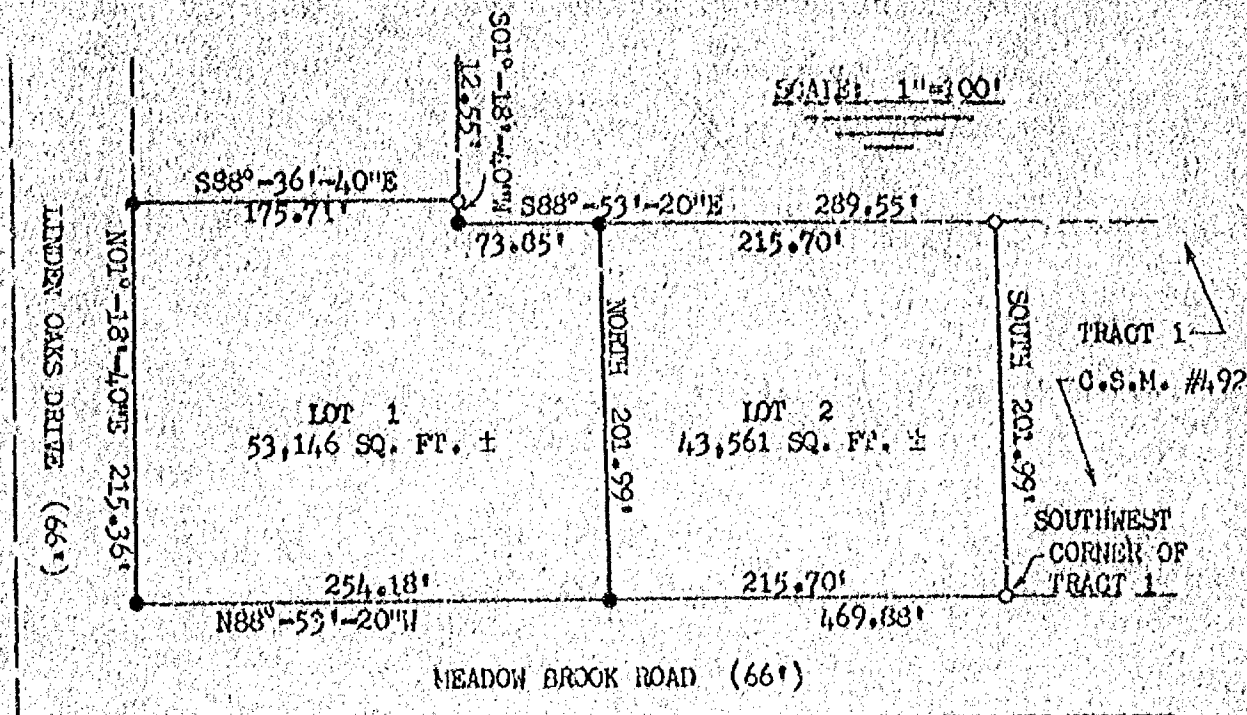 S01°-18'-40"E
12.55'
SCALE: 1"=100'
S88°-36'-40"E
175.71'
S88°-53'-20"E
289.55'
73.85'
215.70'
LINDEN OAKS DRIVE (66')
N01°-18'-40"E 215.36'
NORTH 201.99'
SOUTH 201.99'
TRACT 1
C.S.M. #492
LOT 1
53,146 SQ. FT. ±
LOT 2
43,561 SQ. FT. ±
SOUTHWEST
CORNER OF
TRACT 1
254.18'
215.70'
N88°-53'-20"W
469.88'
MEADOW BROOK ROAD (66')